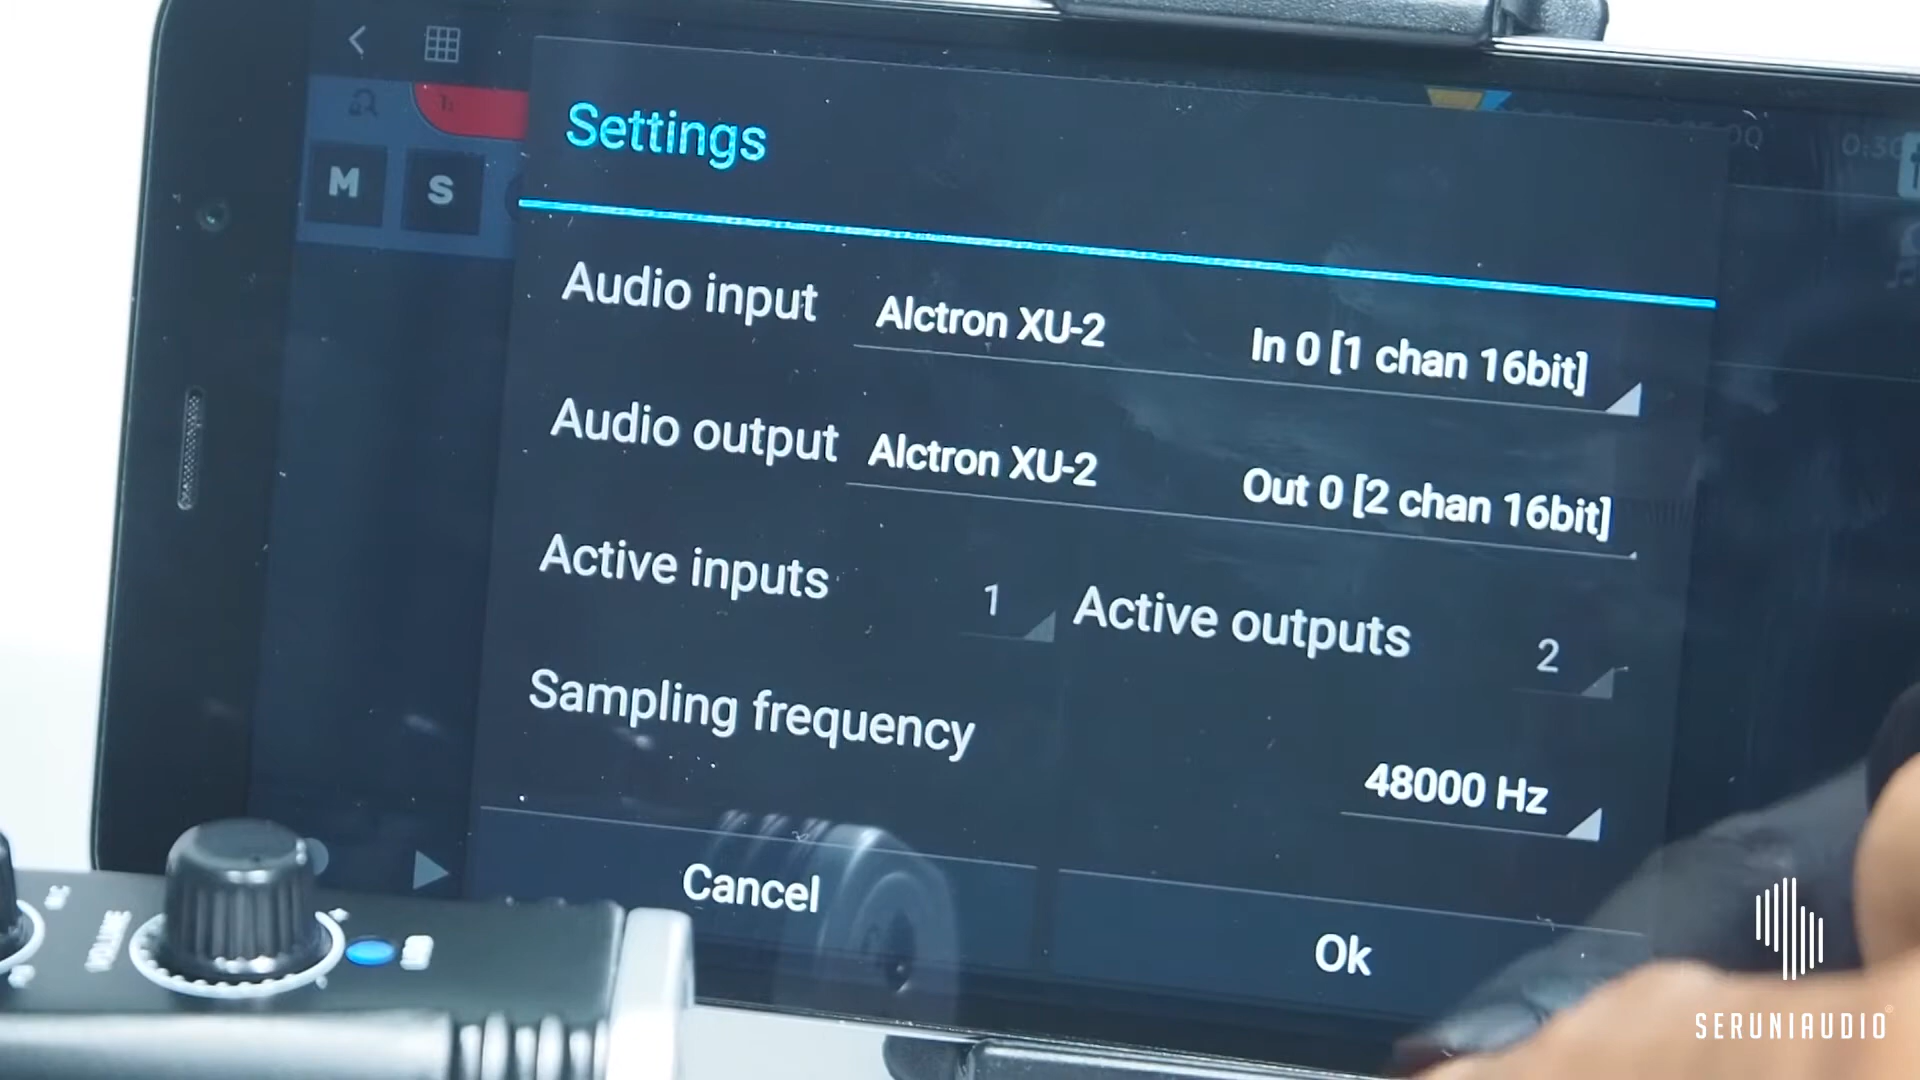 Settings
M S
Audio input Alctron XU-2 In 0 [1 chan 16bit]
Audio output Alctron XU-2 Out 0 [2 chan 16bit]
Active inputs 1 Active outputs 2
Sampling frequency
48000 Hz
Cancel
Ok
VOLUME
SERUNIAUDIO